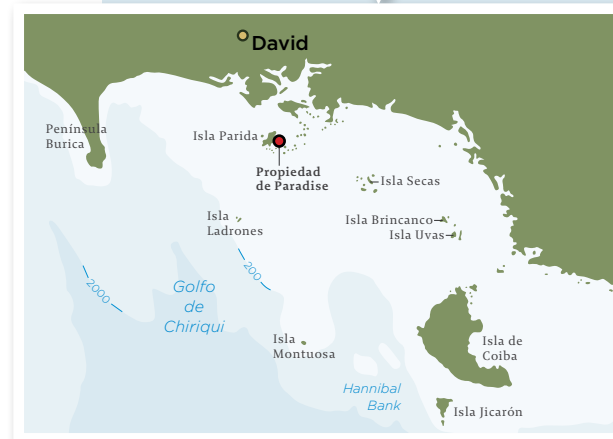 David
Península
Burica
Isla Parida
Propiedad
de Paradise
Isla Secas
Isla
Ladrones
Isla Brincanco
Isla Uvas
200
2000
Golfo
de
Chiriqui
Isla
Montuosa
Isla de
Coiba
Hannibal
Bank
Isla Jicarón